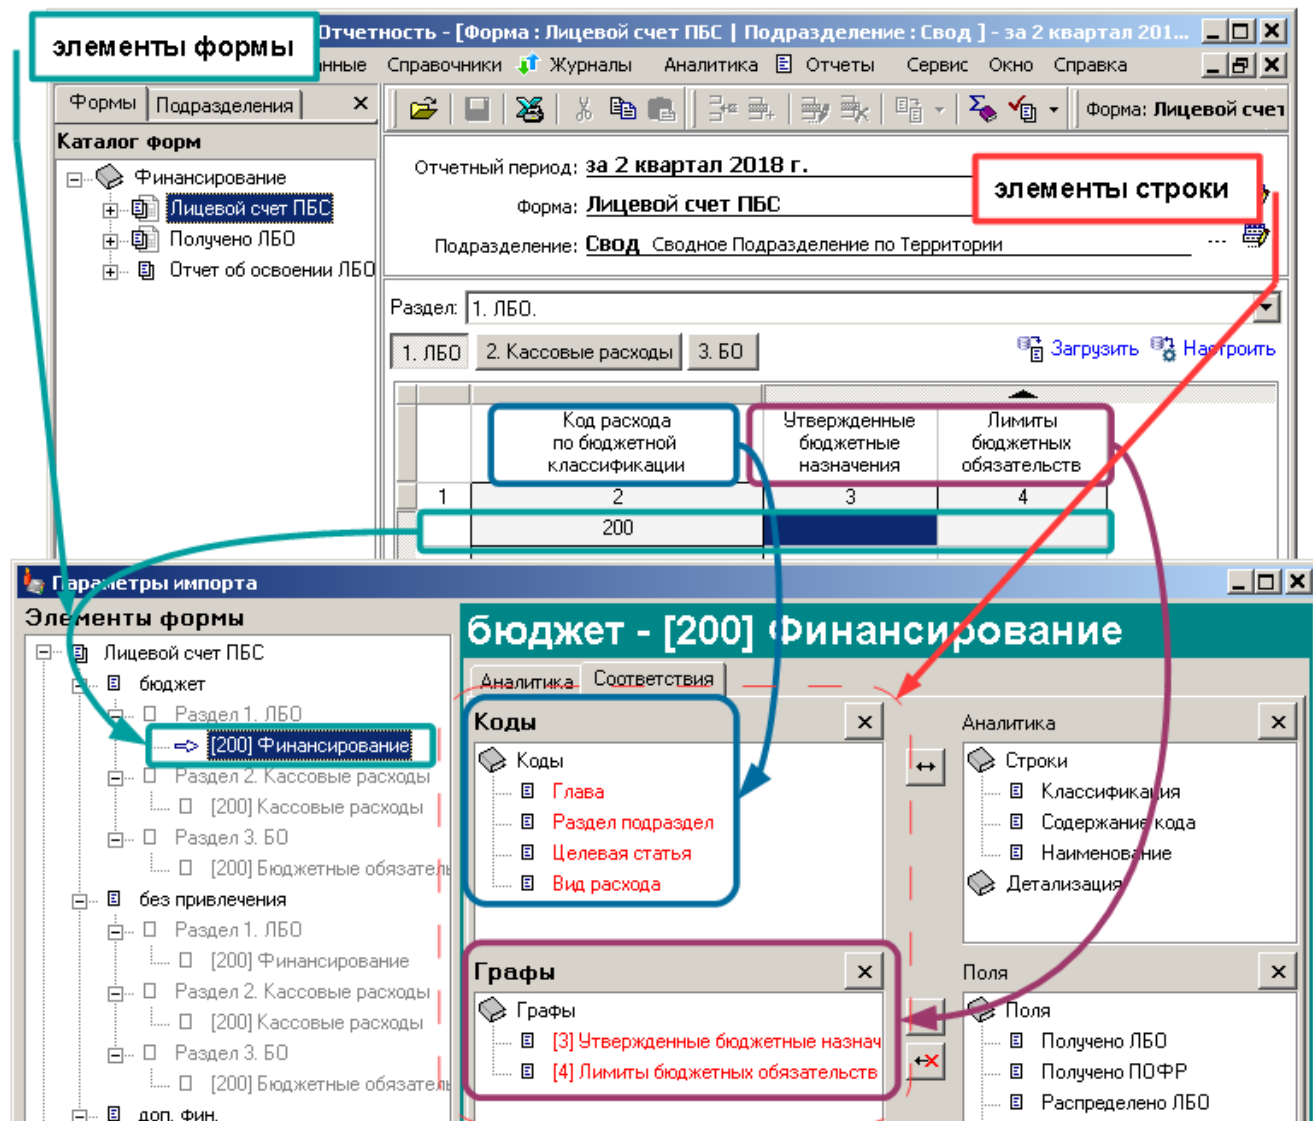 элементы формы
Отчетность - [Форма : Лицевой счет ПБС | Подразделение : Свод ] - за 2 квартал 201...
нные Справочники Журналы Аналитика Отчеты Сервис Окно Справка
Формы Подразделения
Форма: Лицевой счет
Каталог форм
Финансирование
Лицевой счет ПБС
Получено ЛБО
Отчет об освоении ЛБО
Отчетный период: за 2 квартал 2018 г.
элементы строки
Форма: Лицевой счет ПБС
Подразделение: Свод Сводное Подразделение по Территории ...
Раздел: 1. ЛБО.
1. ЛБО 2. Кассовые расходы 3. БО
Загрузить Настроить
Код расхода
по бюджетной
классификации
Утвержденные
бюджетные
назначения
Лимиты
бюджетных
обязательств
1 2 3 4
200
Параметры импорта
Элементы формы
Лицевой счет ПБС
бюджет
Раздел 1. ЛБО
[200] Финансирование
Раздел 2. Кассовые расходы
[200] Кассовые расходы
Раздел 3. БО
[200] Бюджетные обязатель
без привлечения
Раздел 1. ЛБО
[200] Финансирование
Раздел 2. Кассовые расходы
[200] Кассовые расходы
Раздел 3. БО
[200] Бюджетные обязатель
доп. фин.
бюджет - [200] Финансирование
Аналитика Соответствия
Коды
Коды
Глава
Раздел подраздел
Целевая статья
Вид расхода
Аналитика
Строки
Классификация
Содержание кода
Наименование
Детализация
Графы
Графы
[3] Утвержденные бюджетные назнач
[4] Лимиты бюджетных обязательств
Поля
Поля
Получено ЛБО
Получено ПОФР
Распределено ЛБО